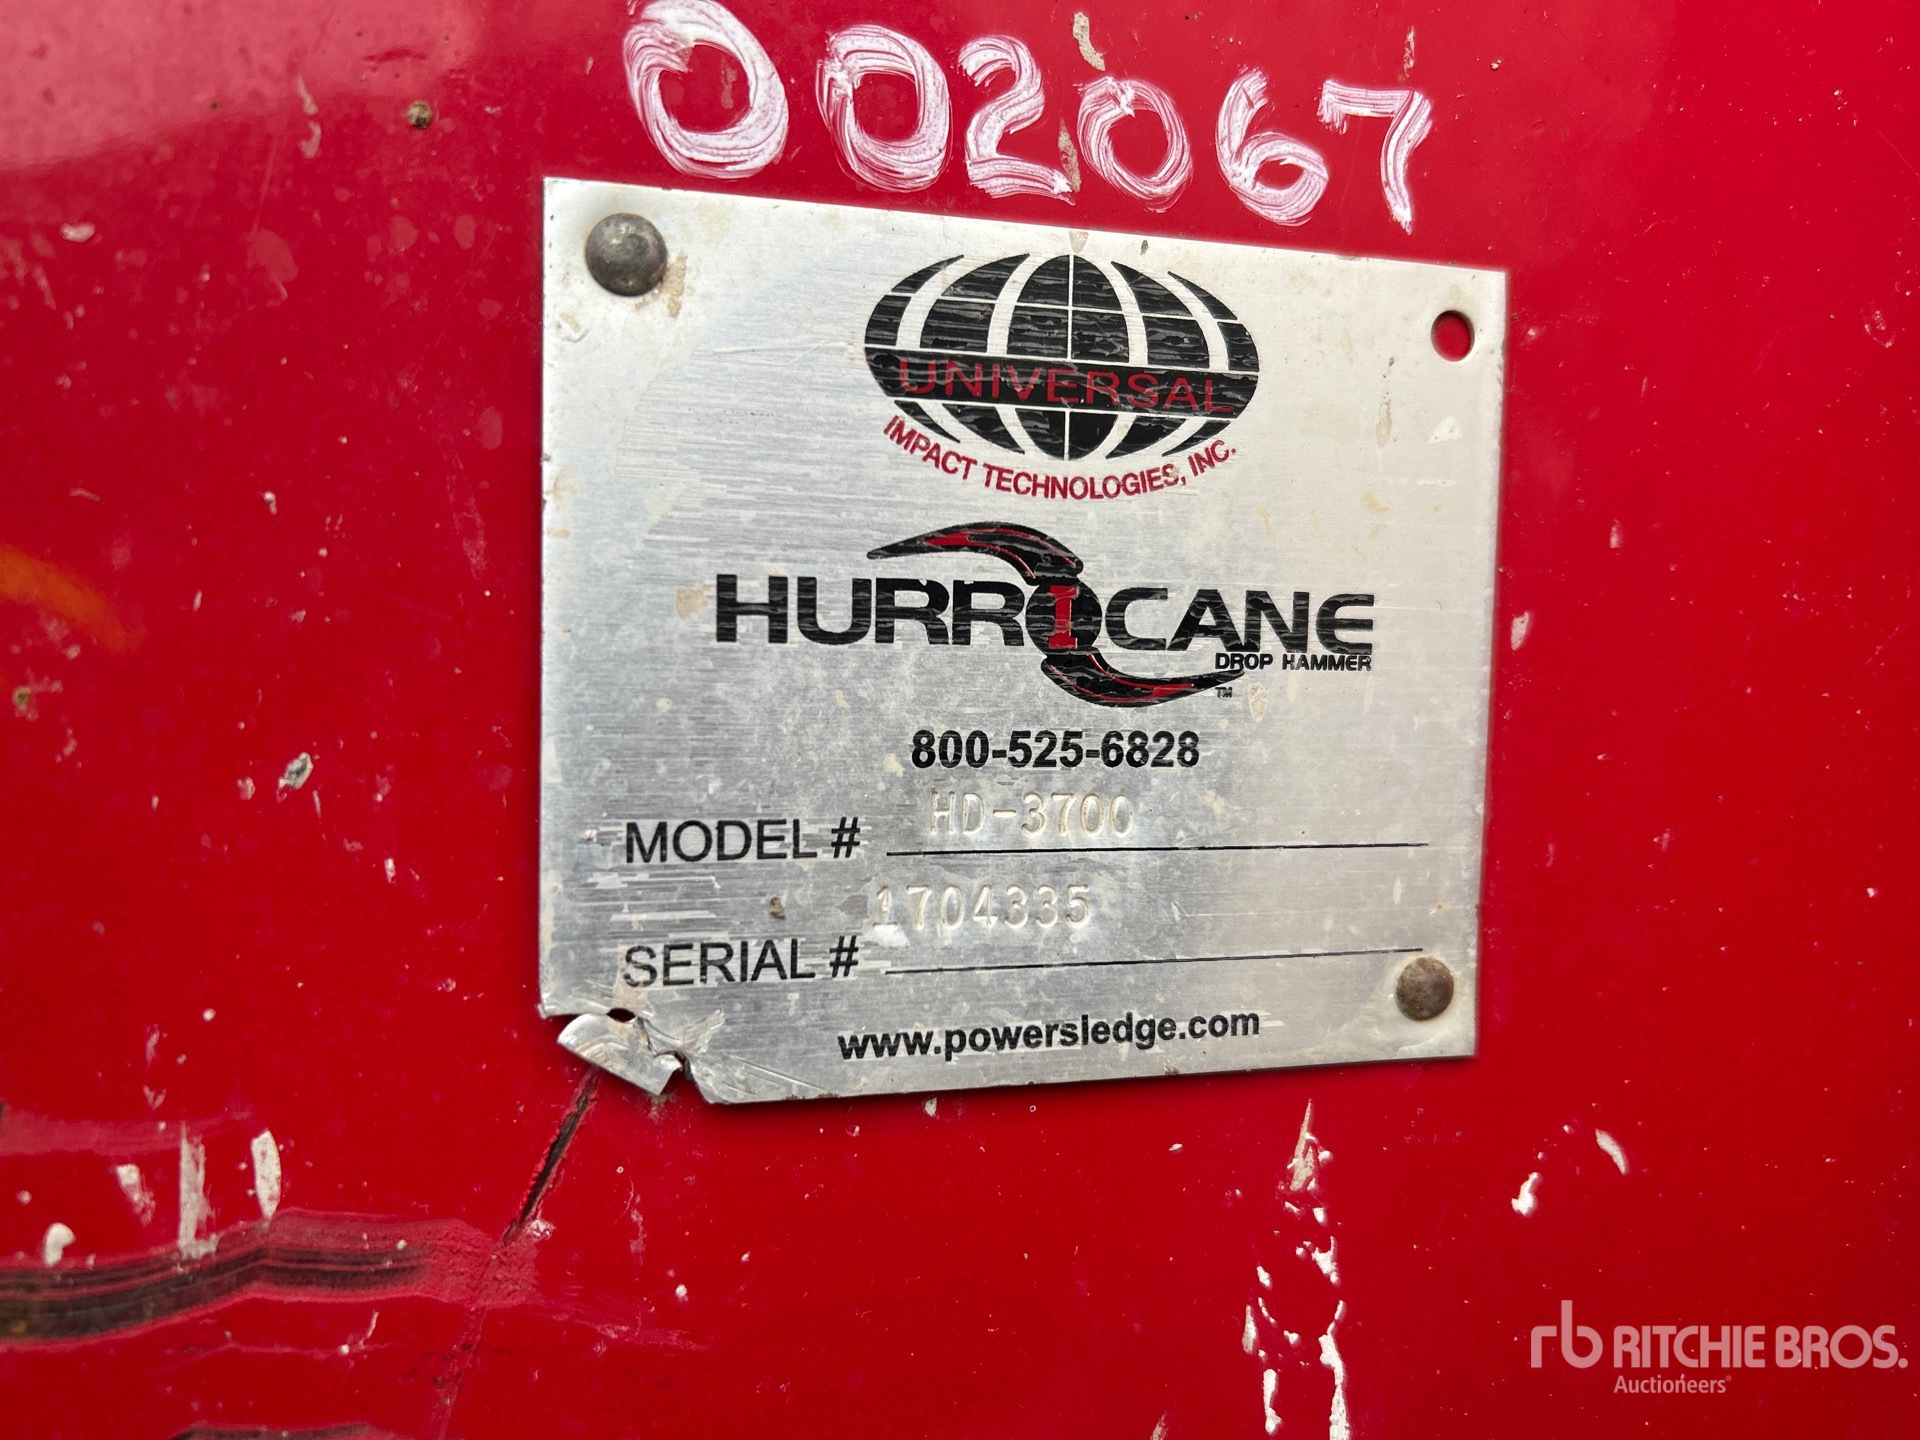 002067
UNIVERSAL
IMPACT TECHNOLOGIES, INC.
HURRICANE
DROP HAMMER
TM
800-525-6828
MODEL # HD-3700
SERIAL # 1704335
www.powersledge.com
rb RITCHIE BROS.
Auctioneers